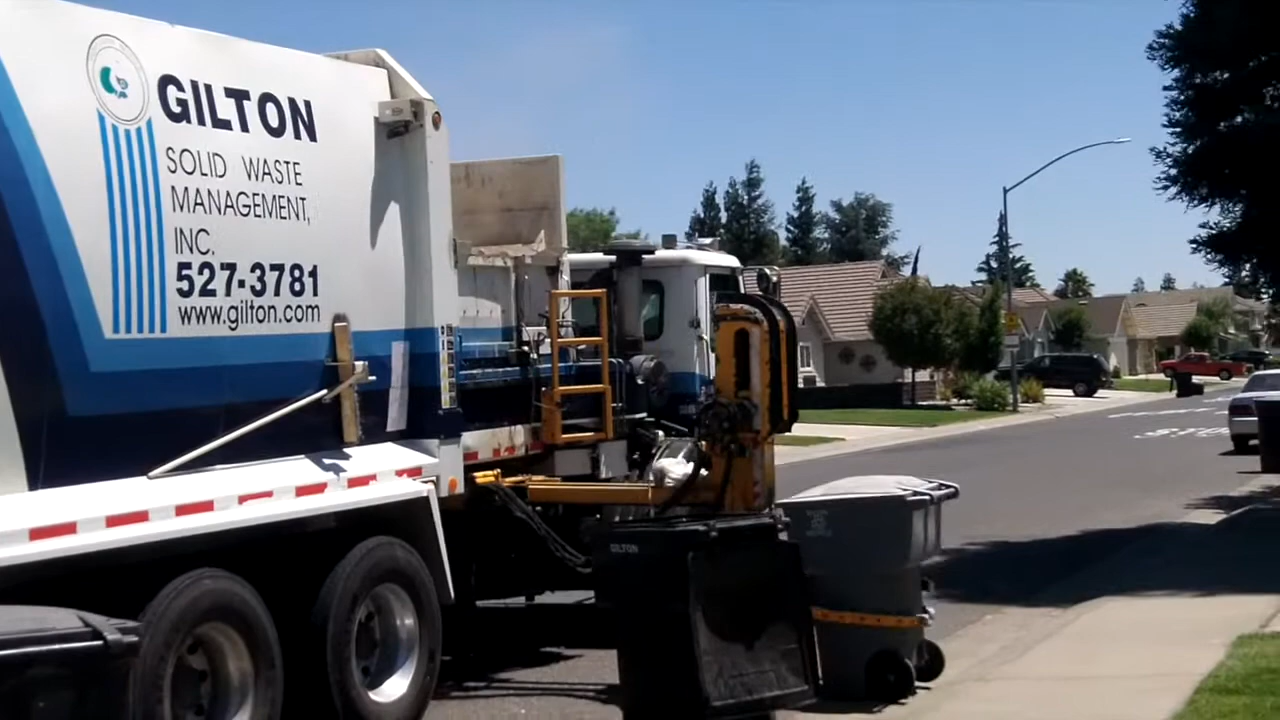 GILTON
SOLID WASTE
MANAGEMENT,
INC.
527-3781
www.gilton.com
GILTON